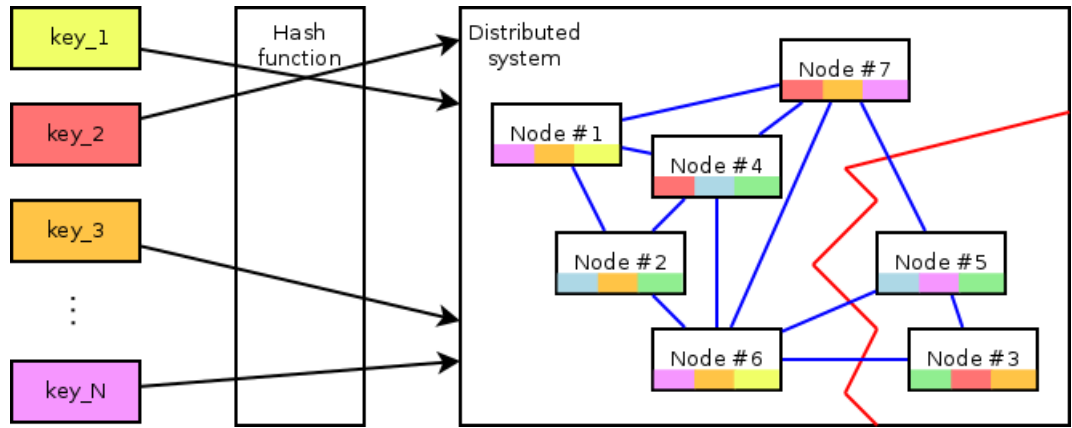 key_1
key_2
key_3
...
key_N
Hash
function
Distributed
system
Node #7
Node #1
Node #4
Node #2
Node #5
Node #6
Node #3